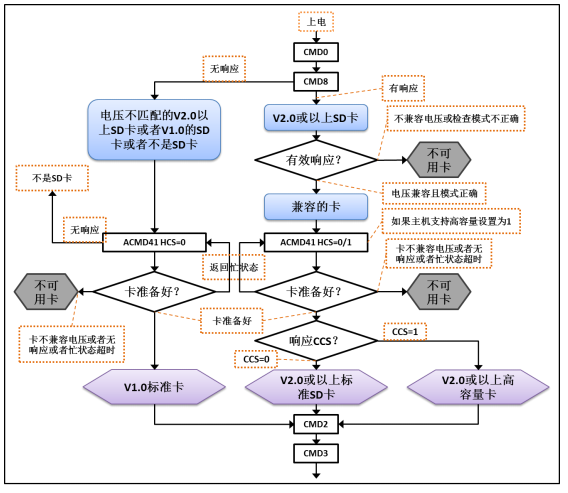 上电
CMD0
无响应
CMD8
有响应
电压不匹配的V2.0以
上SD卡或者V1.0的SD
卡或者不是SD卡
V2.0或以上SD卡
不兼容电压或检查模式不正确
有效响应？
不可
用卡
不是SD卡
电压兼容且模式正确
兼容的卡
无响应
如果主机支持高容量设置为1
ACMD41 HCS=0
ACMD41 HCS=0/1
返回忙状态
卡不兼容电压或者无
响应或者忙状态超时
不可
用卡
卡准备好？
卡准备好？
不可
用卡
卡准备好
卡不兼容电压或者无
响应或者忙状态超时
响应CCS？
CCS=1
CCS=0
V1.0标准卡
V2.0或以上标
准SD卡
V2.0或以上高
容量卡
CMD2
CMD3